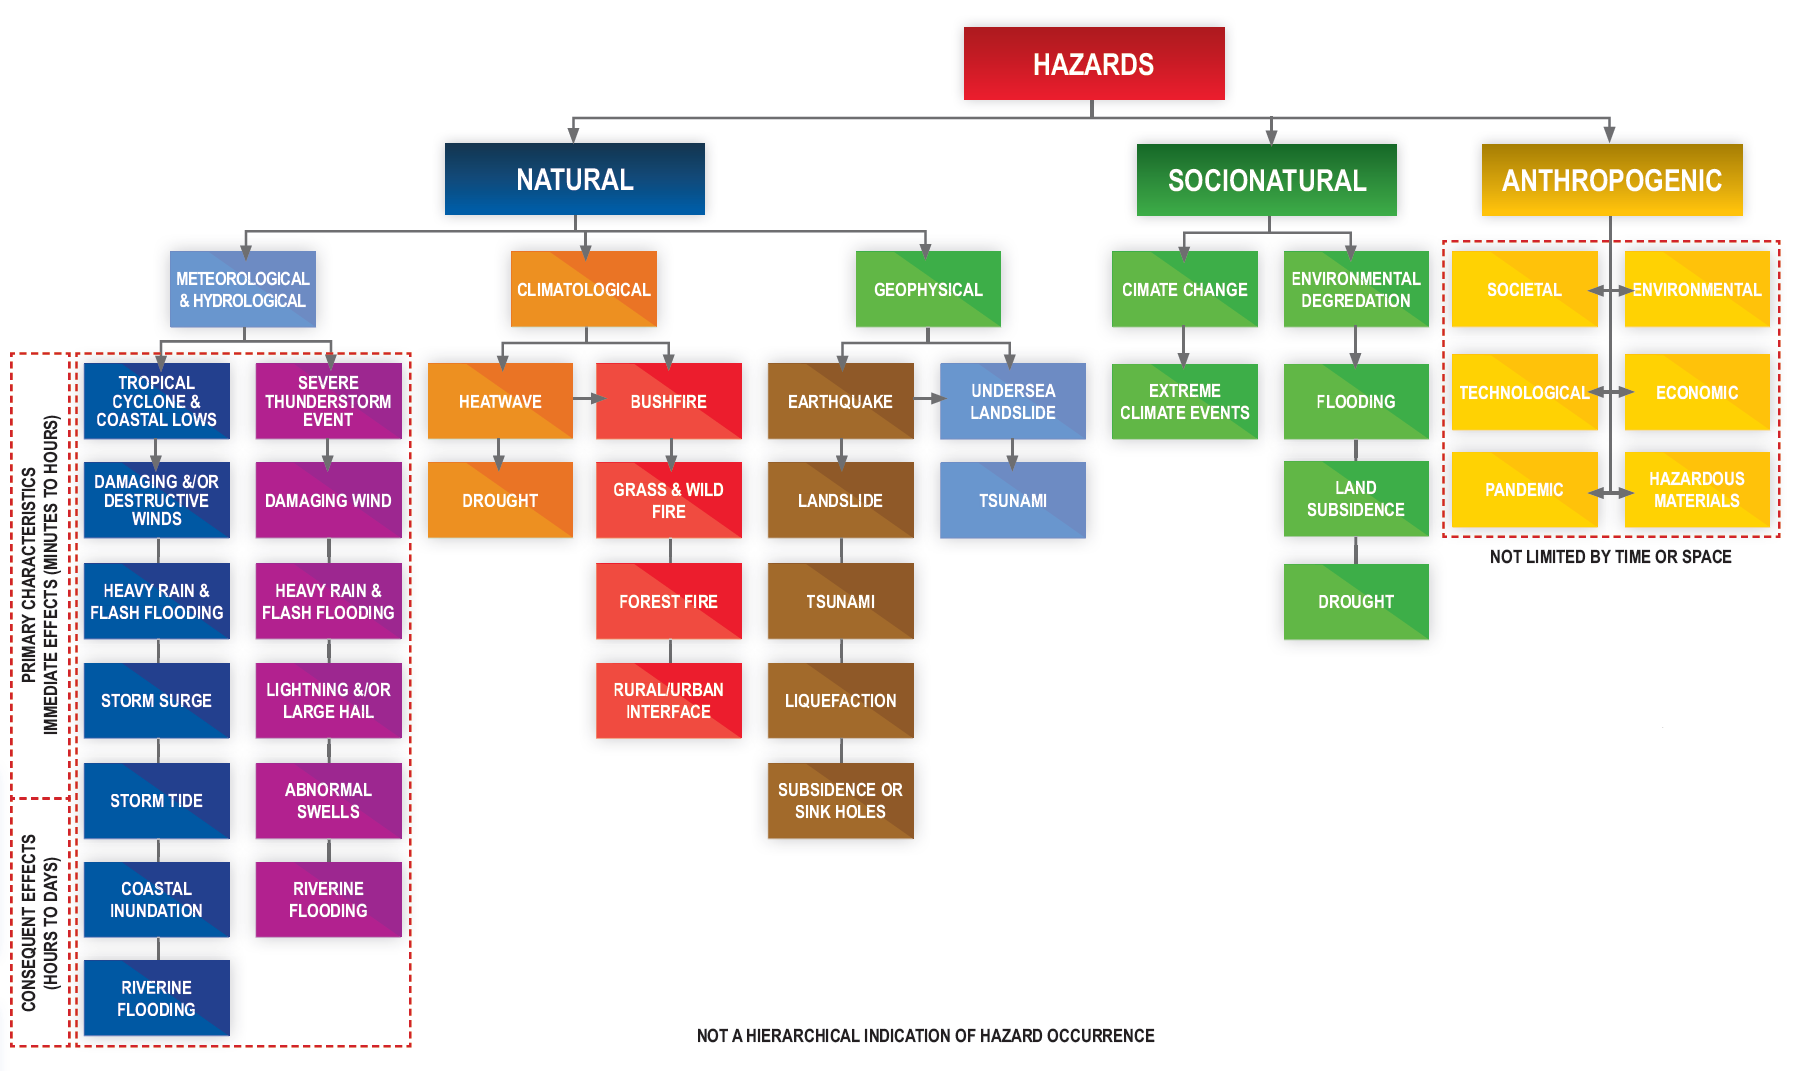 HAZARDS
NATURAL
SOCIONATURAL
ANTHROPOGENIC
METEOROLOGICAL
& HYDROLOGICAL
CLIMATOLOGICAL
GEOPHYSICAL
CIMATE CHANGE
ENVIRONMENTAL
DEGREDATION
SOCIETAL
ENVIRONMENTAL
TECHNOLOGICAL
ECONOMIC
PANDEMIC
HAZARDOUS
MATERIALS
NOT LIMITED BY TIME OR SPACE
PRIMARY CHARACTERISTICS
IMMEDIATE EFFECTS (MINUTES TO HOURS)
CONSEQUENT EFFECTS
(HOURS TO DAYS)
TROPICAL
CYCLONE &
COASTAL LOWS
DAMAGING &/OR
DESTRUCTIVE
WINDS
HEAVY RAIN &
FLASH FLOODING
STORM SURGE
STORM TIDE
COASTAL
INUNDATION
RIVERINE
FLOODING
SEVERE
THUNDERSTORM
EVENT
DAMAGING WIND
HEAVY RAIN &
FLASH FLOODING
LIGHTNING &/OR
LARGE HAIL
ABNORMAL
SWELLS
RIVERINE
FLOODING
HEATWAVE
DROUGHT
BUSHFIRE
GRASS & WILD
FIRE
FOREST FIRE
RURAL/URBAN
INTERFACE
EARTHQUAKE
LANDSLIDE
TSUNAMI
LIQUEFACTION
SUBSIDENCE OR
SINK HOLES
UNDERSEA
LANDSLIDE
TSUNAMI
EXTREME
CLIMATE EVENTS
FLOODING
LAND
SUBSIDENCE
DROUGHT
NOT A HIERARCHICAL INDICATION OF HAZARD OCCURRENCE